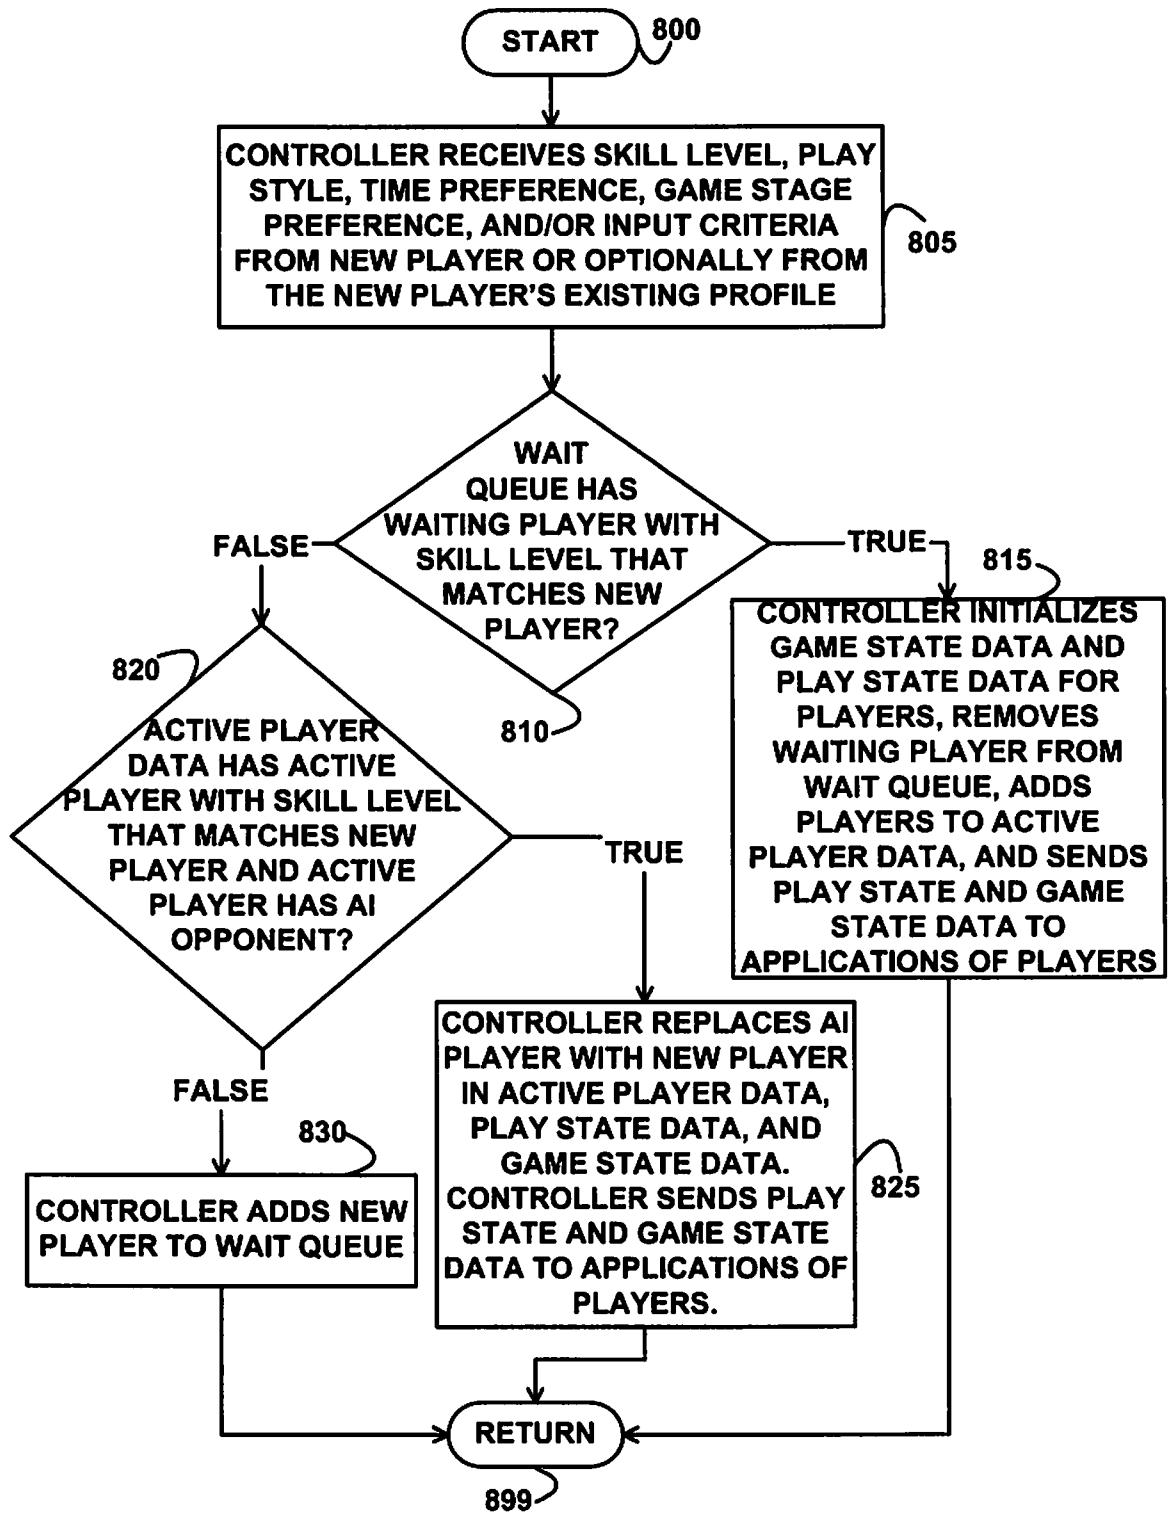 START
800
CONTROLLER RECEIVES SKILL LEVEL, PLAY
STYLE, TIME PREFERENCE, GAME STAGE
PREFERENCE, AND/OR INPUT CRITERIA
FROM NEW PLAYER OR OPTIONALLY FROM
THE NEW PLAYER'S EXISTING PROFILE
805
WAIT
QUEUE HAS
WAITING PLAYER WITH
SKILL LEVEL THAT
MATCHES NEW
PLAYER?
810
FALSE
TRUE
815
CONTROLLER INITIALIZES
GAME STATE DATA AND
PLAY STATE DATA FOR
PLAYERS, REMOVES
WAITING PLAYER FROM
WAIT QUEUE, ADDS
PLAYERS TO ACTIVE
PLAYER DATA, AND SENDS
PLAY STATE AND GAME
STATE DATA TO
APPLICATIONS OF PLAYERS
820
ACTIVE PLAYER
DATA HAS ACTIVE
PLAYER WITH SKILL LEVEL
THAT MATCHES NEW
PLAYER AND ACTIVE
PLAYER HAS AI
OPPONENT?
TRUE
CONTROLLER REPLACES AI
PLAYER WITH NEW PLAYER
IN ACTIVE PLAYER DATA,
PLAY STATE DATA, AND
GAME STATE DATA.
CONTROLLER SENDS PLAY
STATE AND GAME STATE
DATA TO APPLICATIONS OF
PLAYERS.
825
FALSE
830
CONTROLLER ADDS NEW
PLAYER TO WAIT QUEUE
RETURN
899